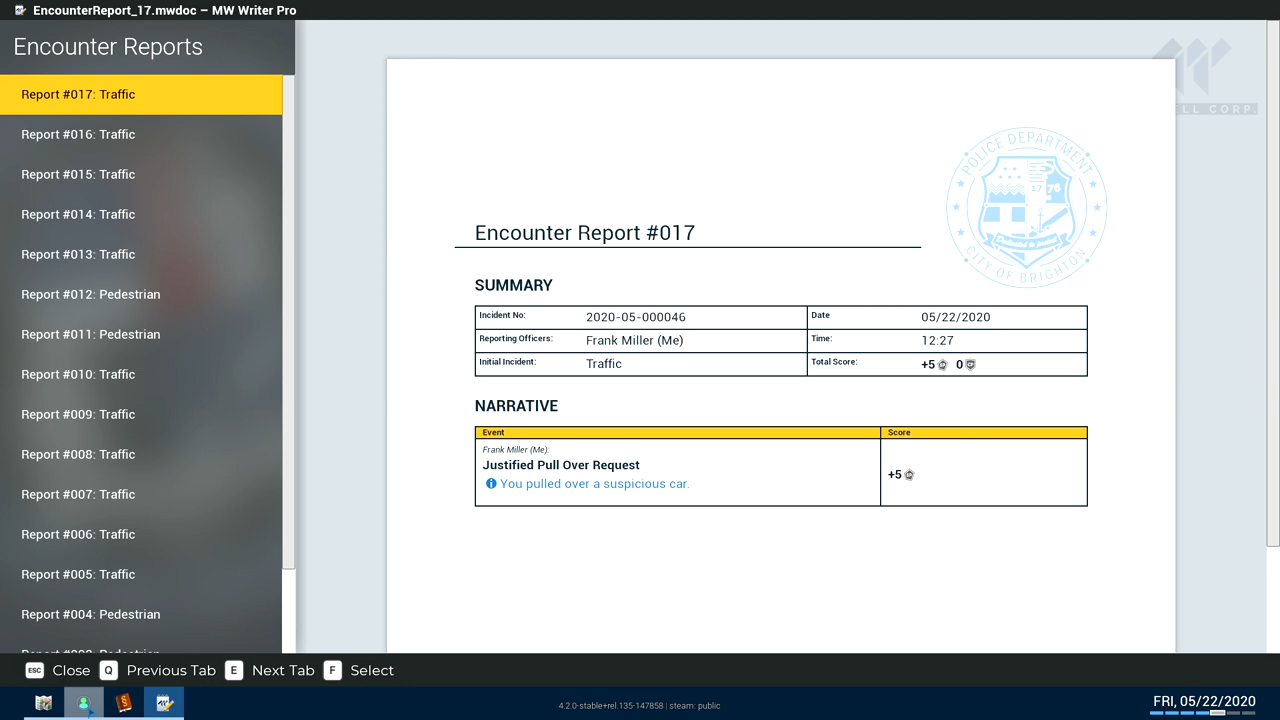 EncounterReport_17.mwdoc – MW Writer Pro
Encounter Reports
Report #017: Traffic
Report #016: Traffic
Report #015: Traffic
Report #014: Traffic
Report #013: Traffic
Report #012: Pedestrian
Report #011: Pedestrian
Report #010: Traffic
Report #009: Traffic
Report #008: Traffic
Report #007: Traffic
Report #006: Traffic
Report #005: Traffic
Report #004: Pedestrian
ELL CORP.
POLICE DEPARTMENT
1776
CITY OF BRIGHTON
Encounter Report #017
SUMMARY
Incident No: 2020-05-000046 Date 05/22/2020
Reporting Officers: Frank Miller (Me) Time: 12:27
Initial Incident: Traffic Total Score: +5 0
NARRATIVE
Event Score
Frank Miller (Me):
Justified Pull Over Request
You pulled over a suspicious car.
+5
ESC Close Q Previous Tab E Next Tab F Select
4.2.0-stable+rel.135-147858 | steam: public
FRI, 05/22/2020